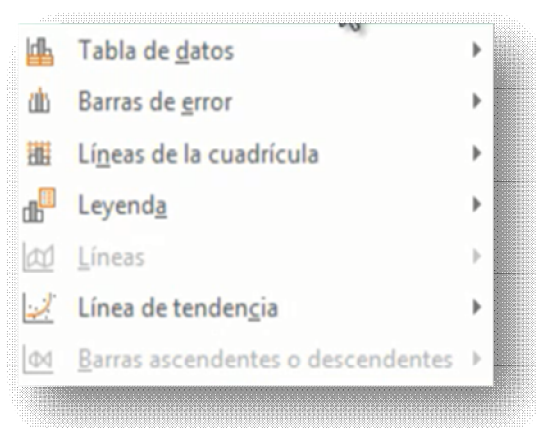 Tabla de datos
Barras de error
Líneas de la cuadrícula
Leyenda
Líneas
Línea de tendencia
Barras ascendentes o descendentes